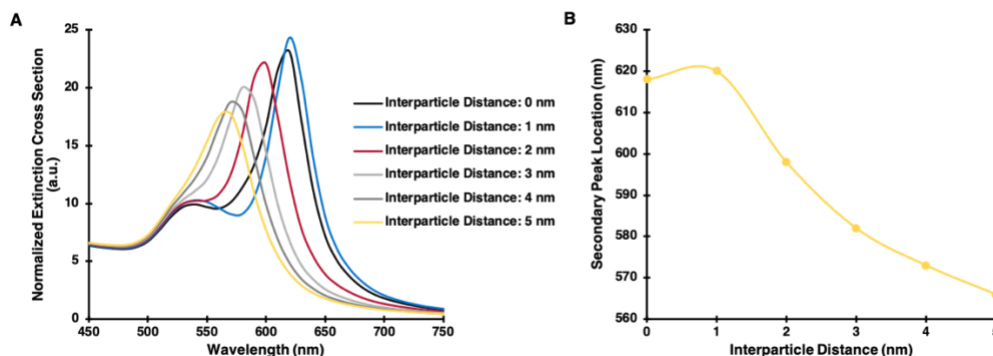 A
Normalized Extinction Cross Section
(a.u.)
25
20
15
10
5
0
450
500
550
600
650
700
750
Wavelength (nm)
Interparticle Distance: 0 nm
Interparticle Distance: 1 nm
Interparticle Distance: 2 nm
Interparticle Distance: 3 nm
Interparticle Distance: 4 nm
Interparticle Distance: 5 nm
B
Secondary Peak Location (nm)
630
620
610
600
590
580
570
560
0
1
2
3
4
5
Interparticle Distance (nm)